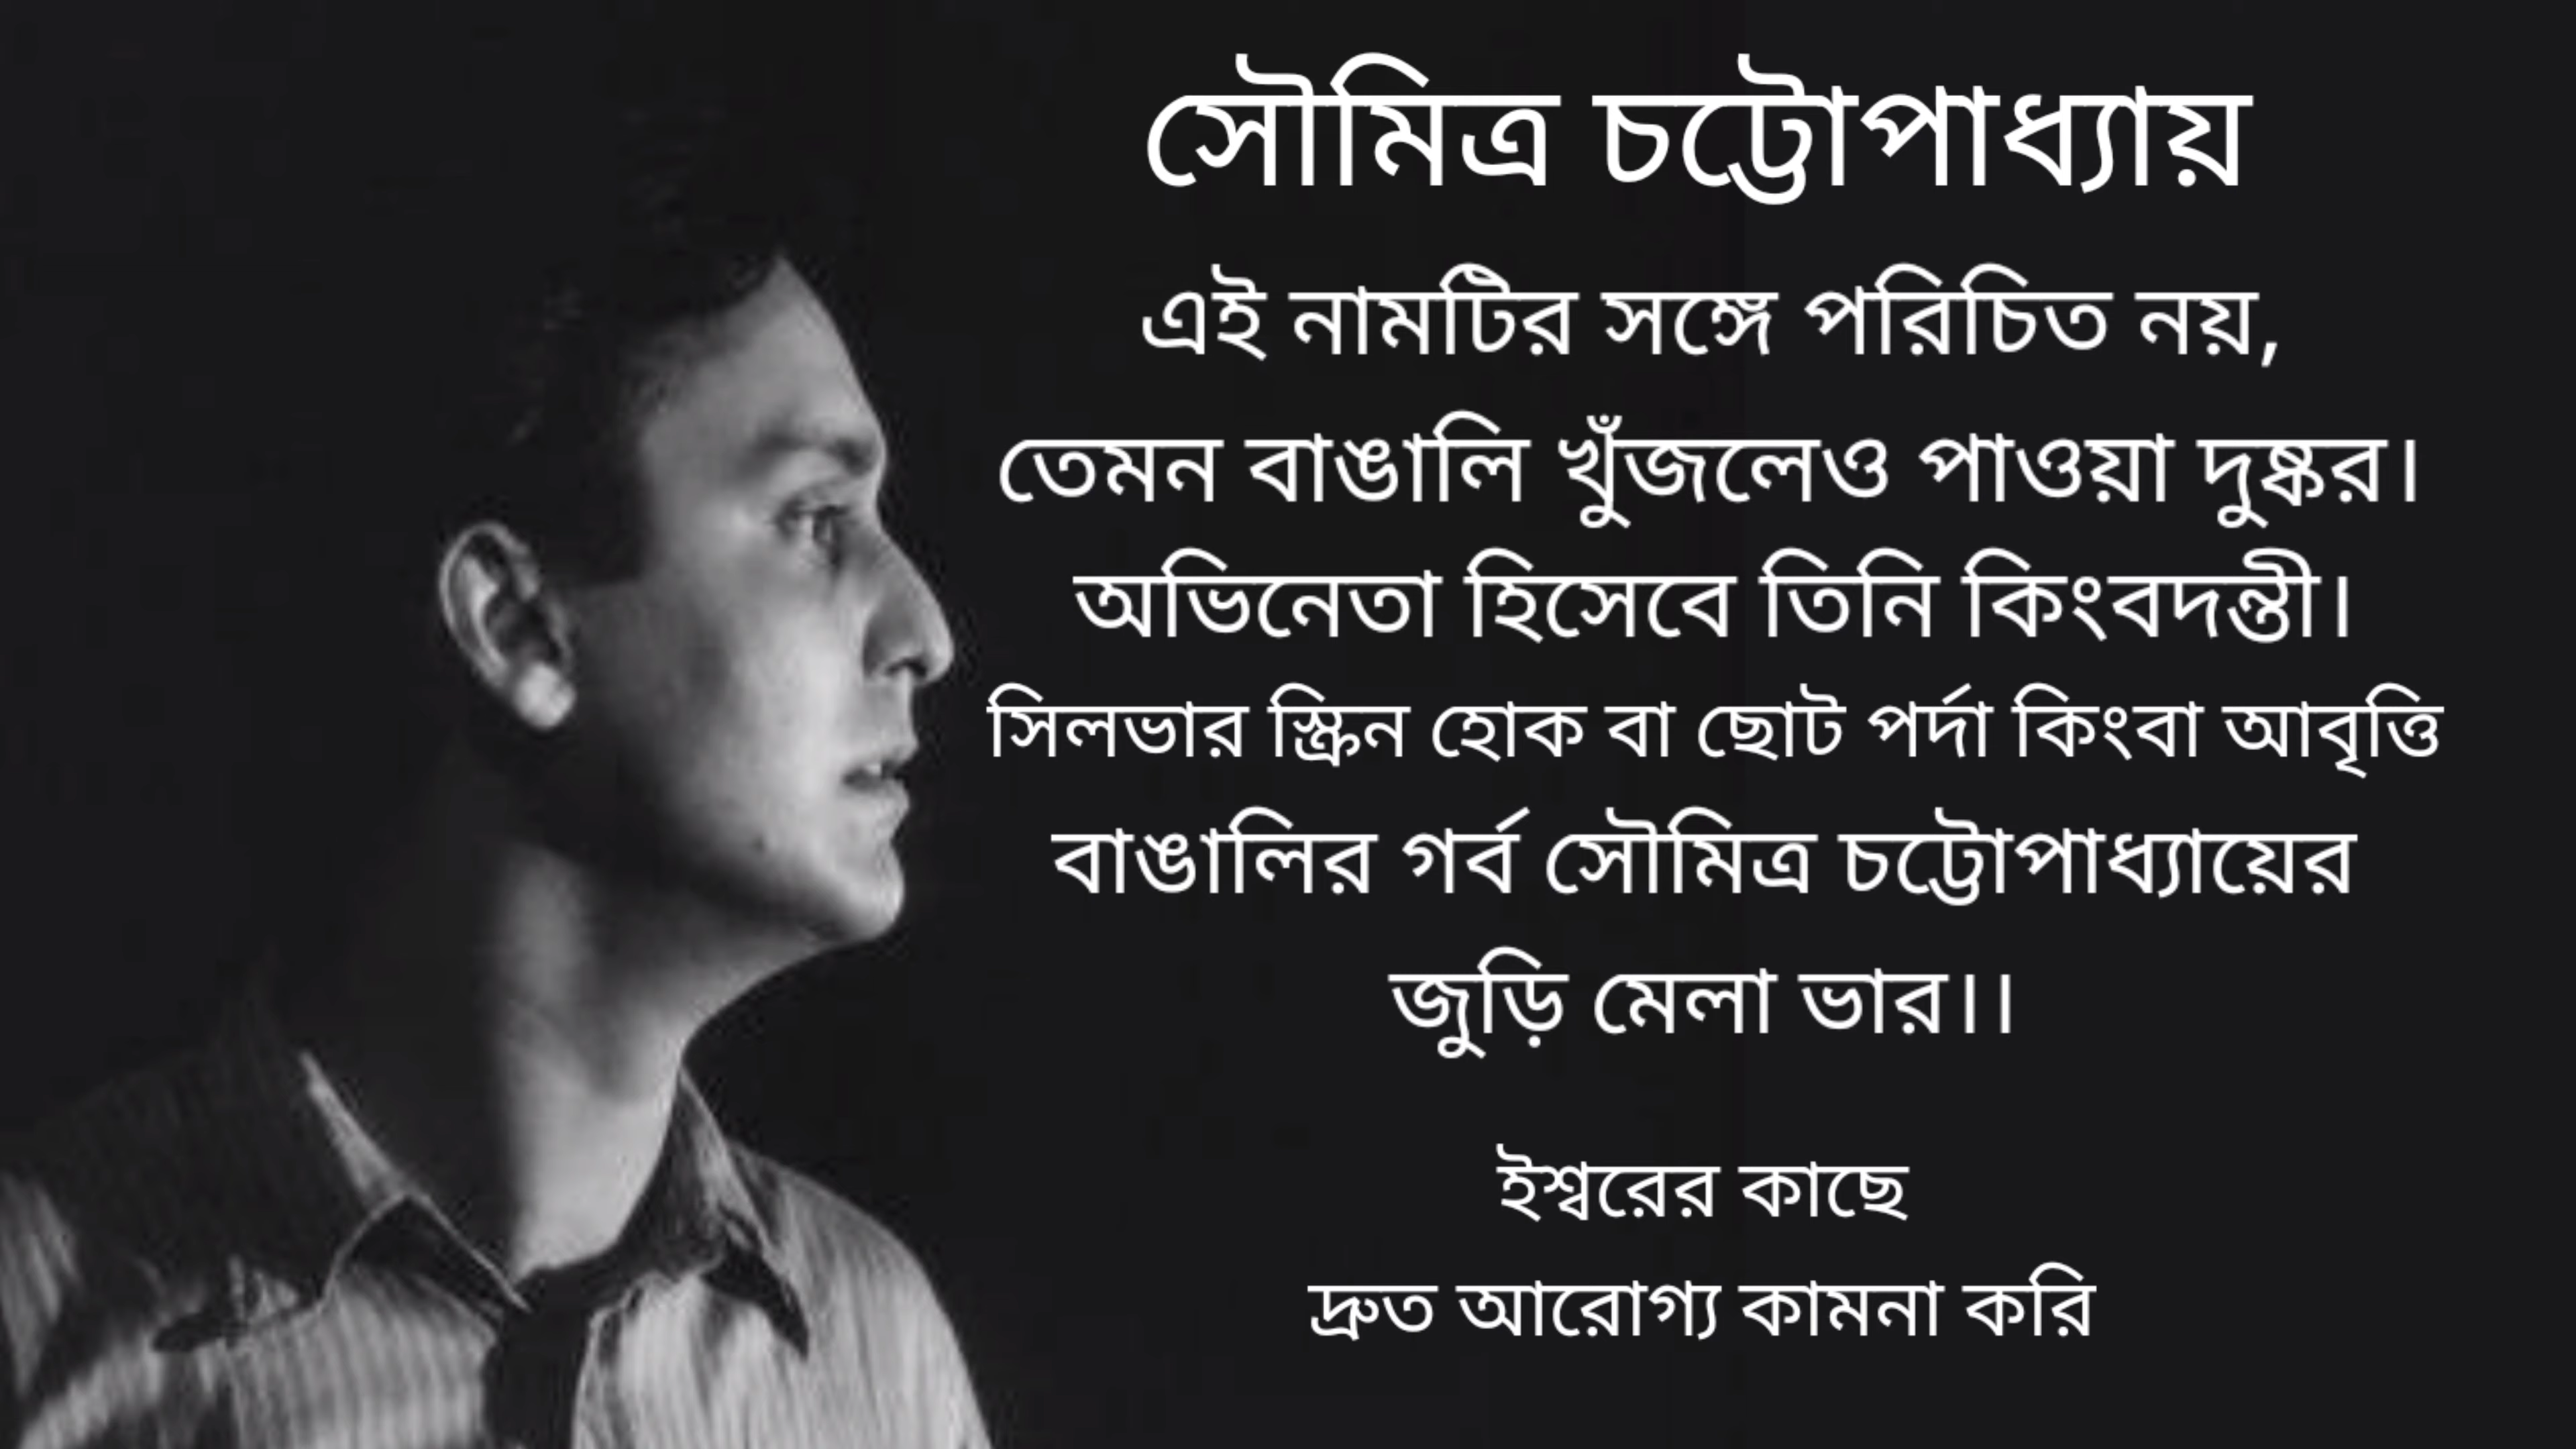 সৌমিত্র চট্টোপাধ্যায়
এই নামটির সঙ্গে পরিচিত নয়,
তেমন বাঙালি খুঁজলেও পাওয়া দুষ্কর।
অভিনেতা হিসেবে তিনি কিংবদন্তী।
সিলভার স্ক্রিন হোক বা ছোট পর্দা কিংবা আবৃত্তি
বাঙালির গর্ব সৌমিত্র চট্টোপাধ্যায়ের
জুড়ি মেলা ভার।।
ইশ্বরের কাছে
দ্রুত আরোগ্য কামনা করি